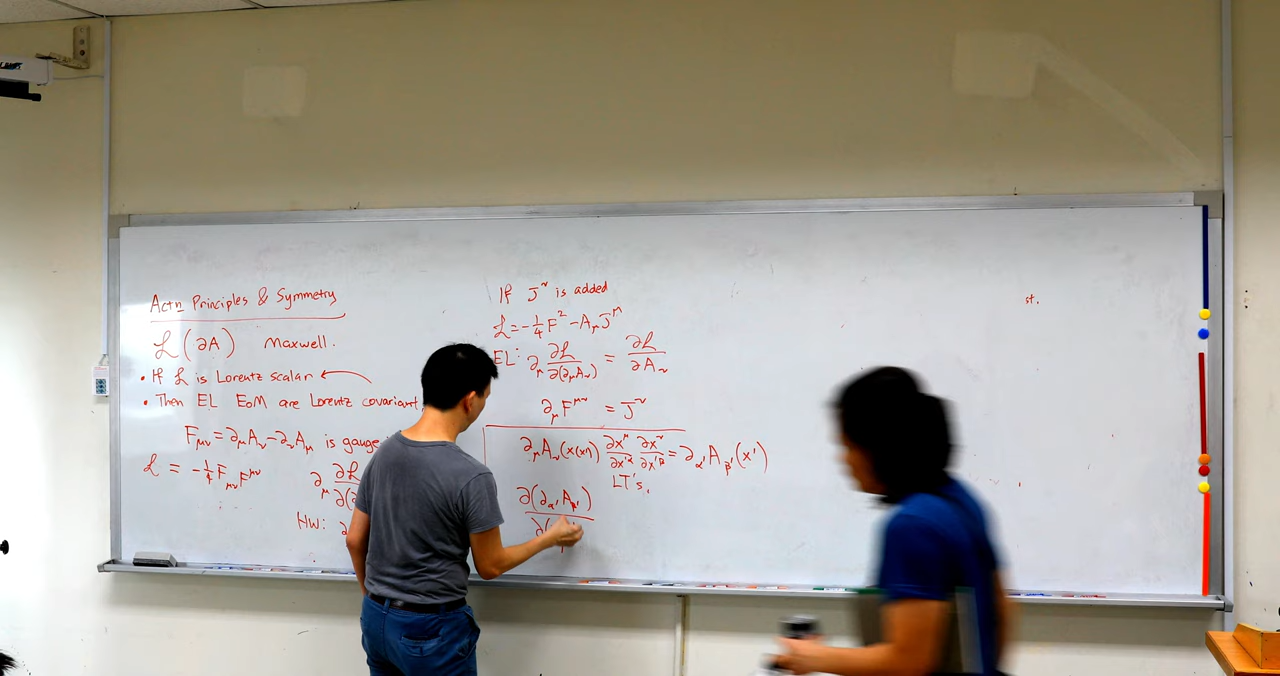 Actn Principles & Symmetry
ℒ(∂A) Maxwell.
• If ℒ is Lorentz scalar ←
• Then EL EoM are Lorentz covariant
F_μν = ∂_μA_ν - ∂_νA_μ is gauge
ℒ = -1/4 F_μν F^μν
∂_μ ∂ℒ/∂(
HW: ∂
If J^ν is added
ℒ = -1/4 F² - A_μJ^μ
EL: ∂_μ ∂ℒ/∂(∂_μA_ν) = ∂ℒ/∂A_ν
∂_μF^μν = J^ν
∂_μA_ν(x(x')) ∂x^μ/∂x'^α ∂x^ν/∂x'^β = ∂_α'A_β'(x')
LT's.
∂(∂_α'A_β')/∂(
st.